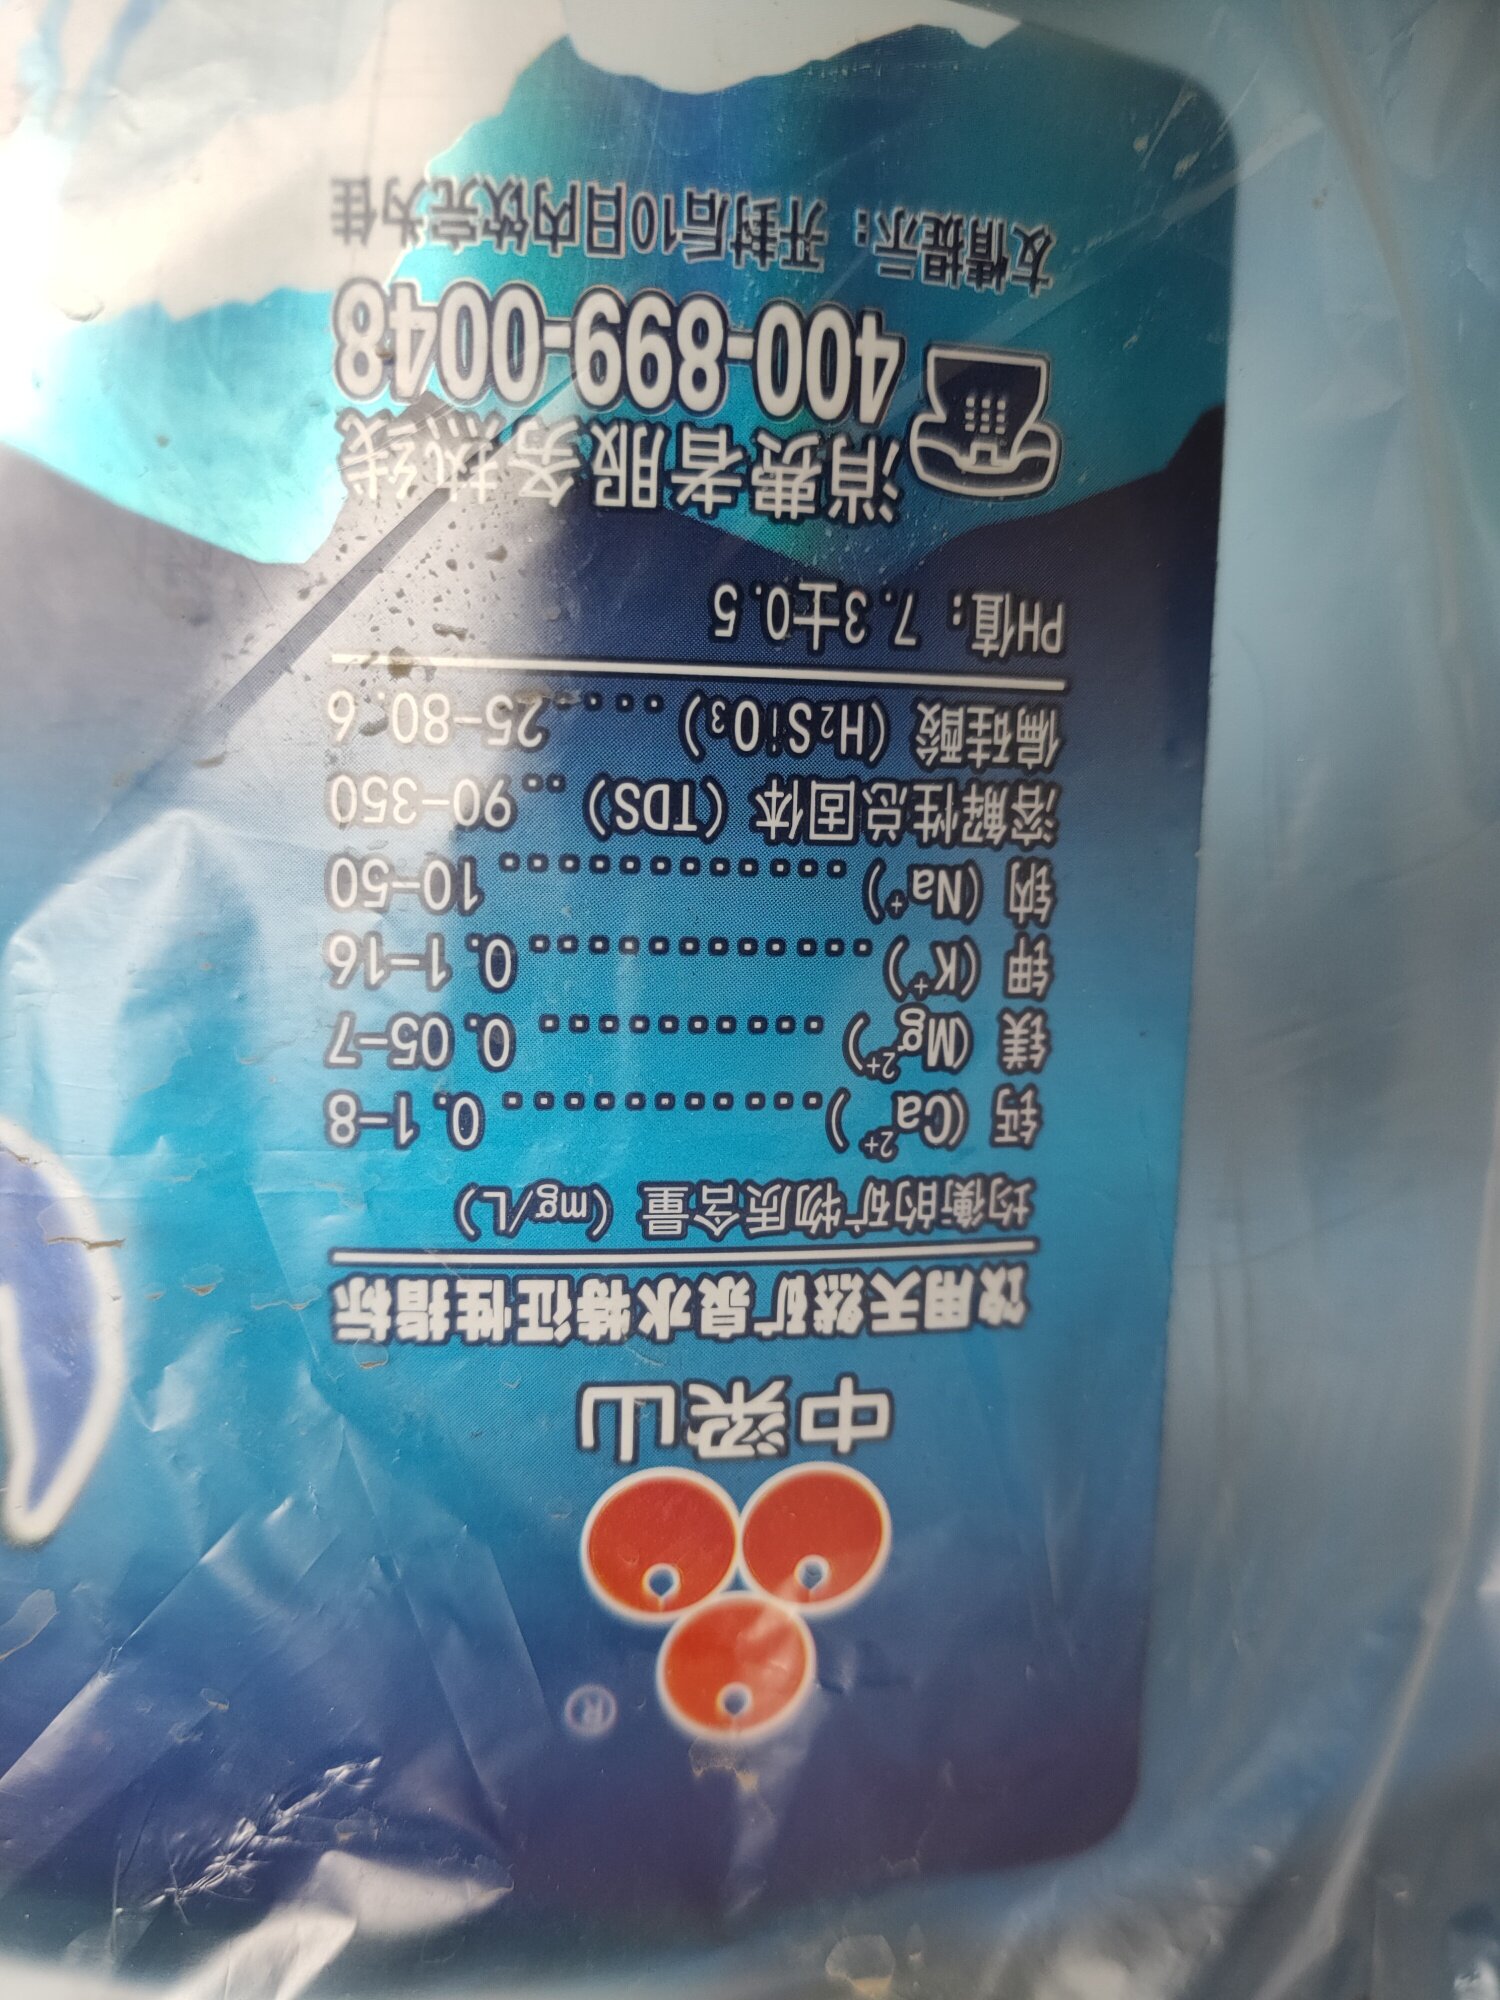 ®
中梁山
饮用天然矿泉水特征性指标
均衡的矿物质含量（mg/L）
钙（Ca²⁺）············0.1-8
镁（Mg²⁺）··········0.05-7
钾（K⁺）············0.1-16
钠（Na⁺）············10-50
溶解性总固体（TDS）··90-350
偏硅酸（H₂SiO₃）····25-80.6
PH值：7.3±0.5
消费者服务热线
400-899-0048
友情提示：开封后10日内饮完为佳